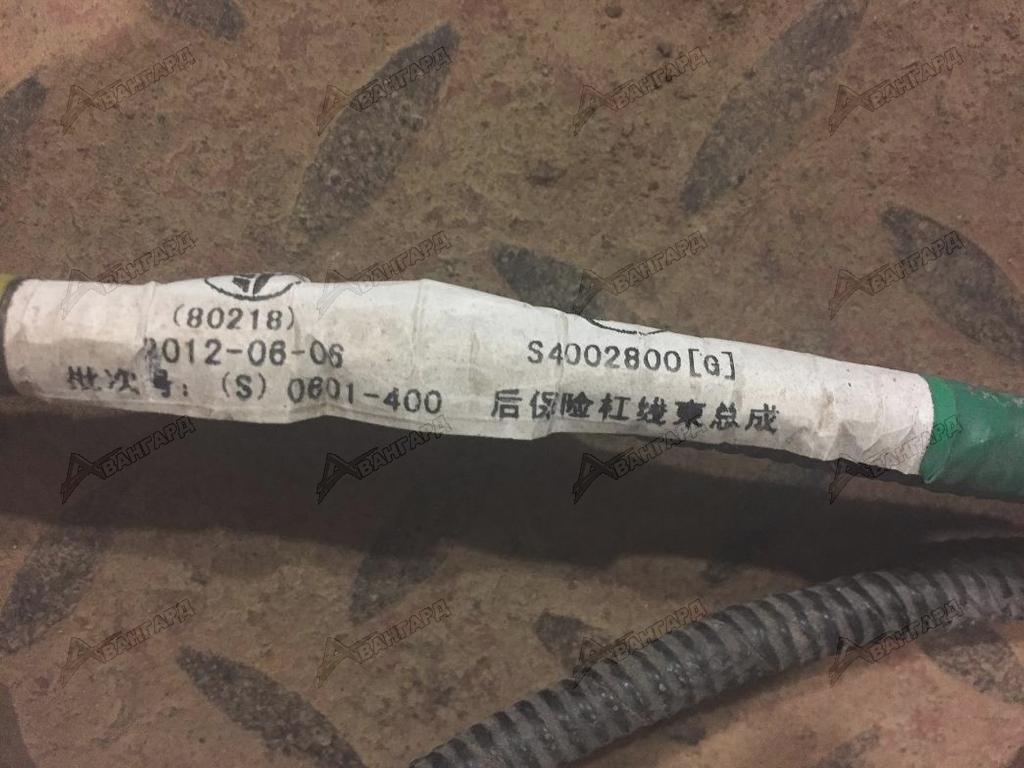 (80218)
2012-06-06
批次号: (S) 0601-400
S4002800[G]
后保险杠线束总成
АВАНГАРД